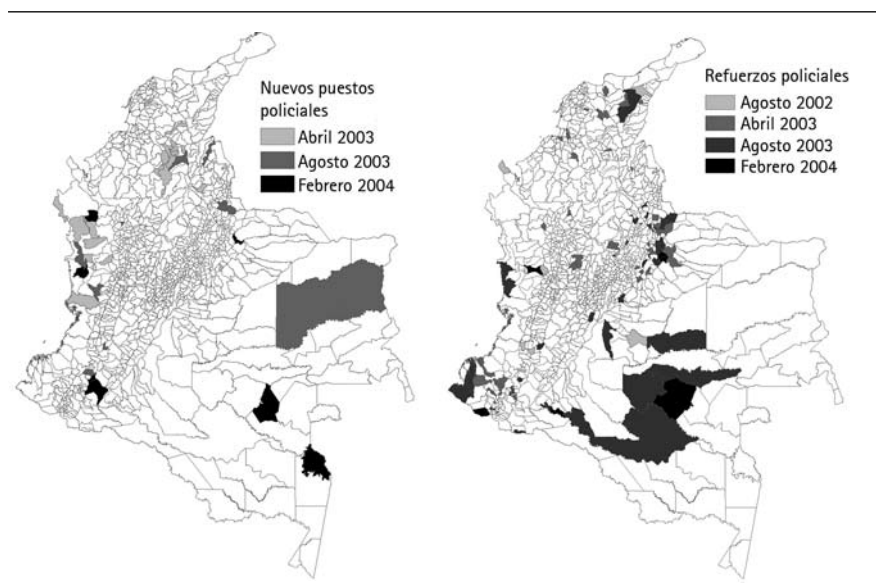 Nuevos puestos
policiales
Abril 2003
Agosto 2003
Febrero 2004
Refuerzos policiales
Agosto 2002
Abril 2003
Agosto 2003
Febrero 2004